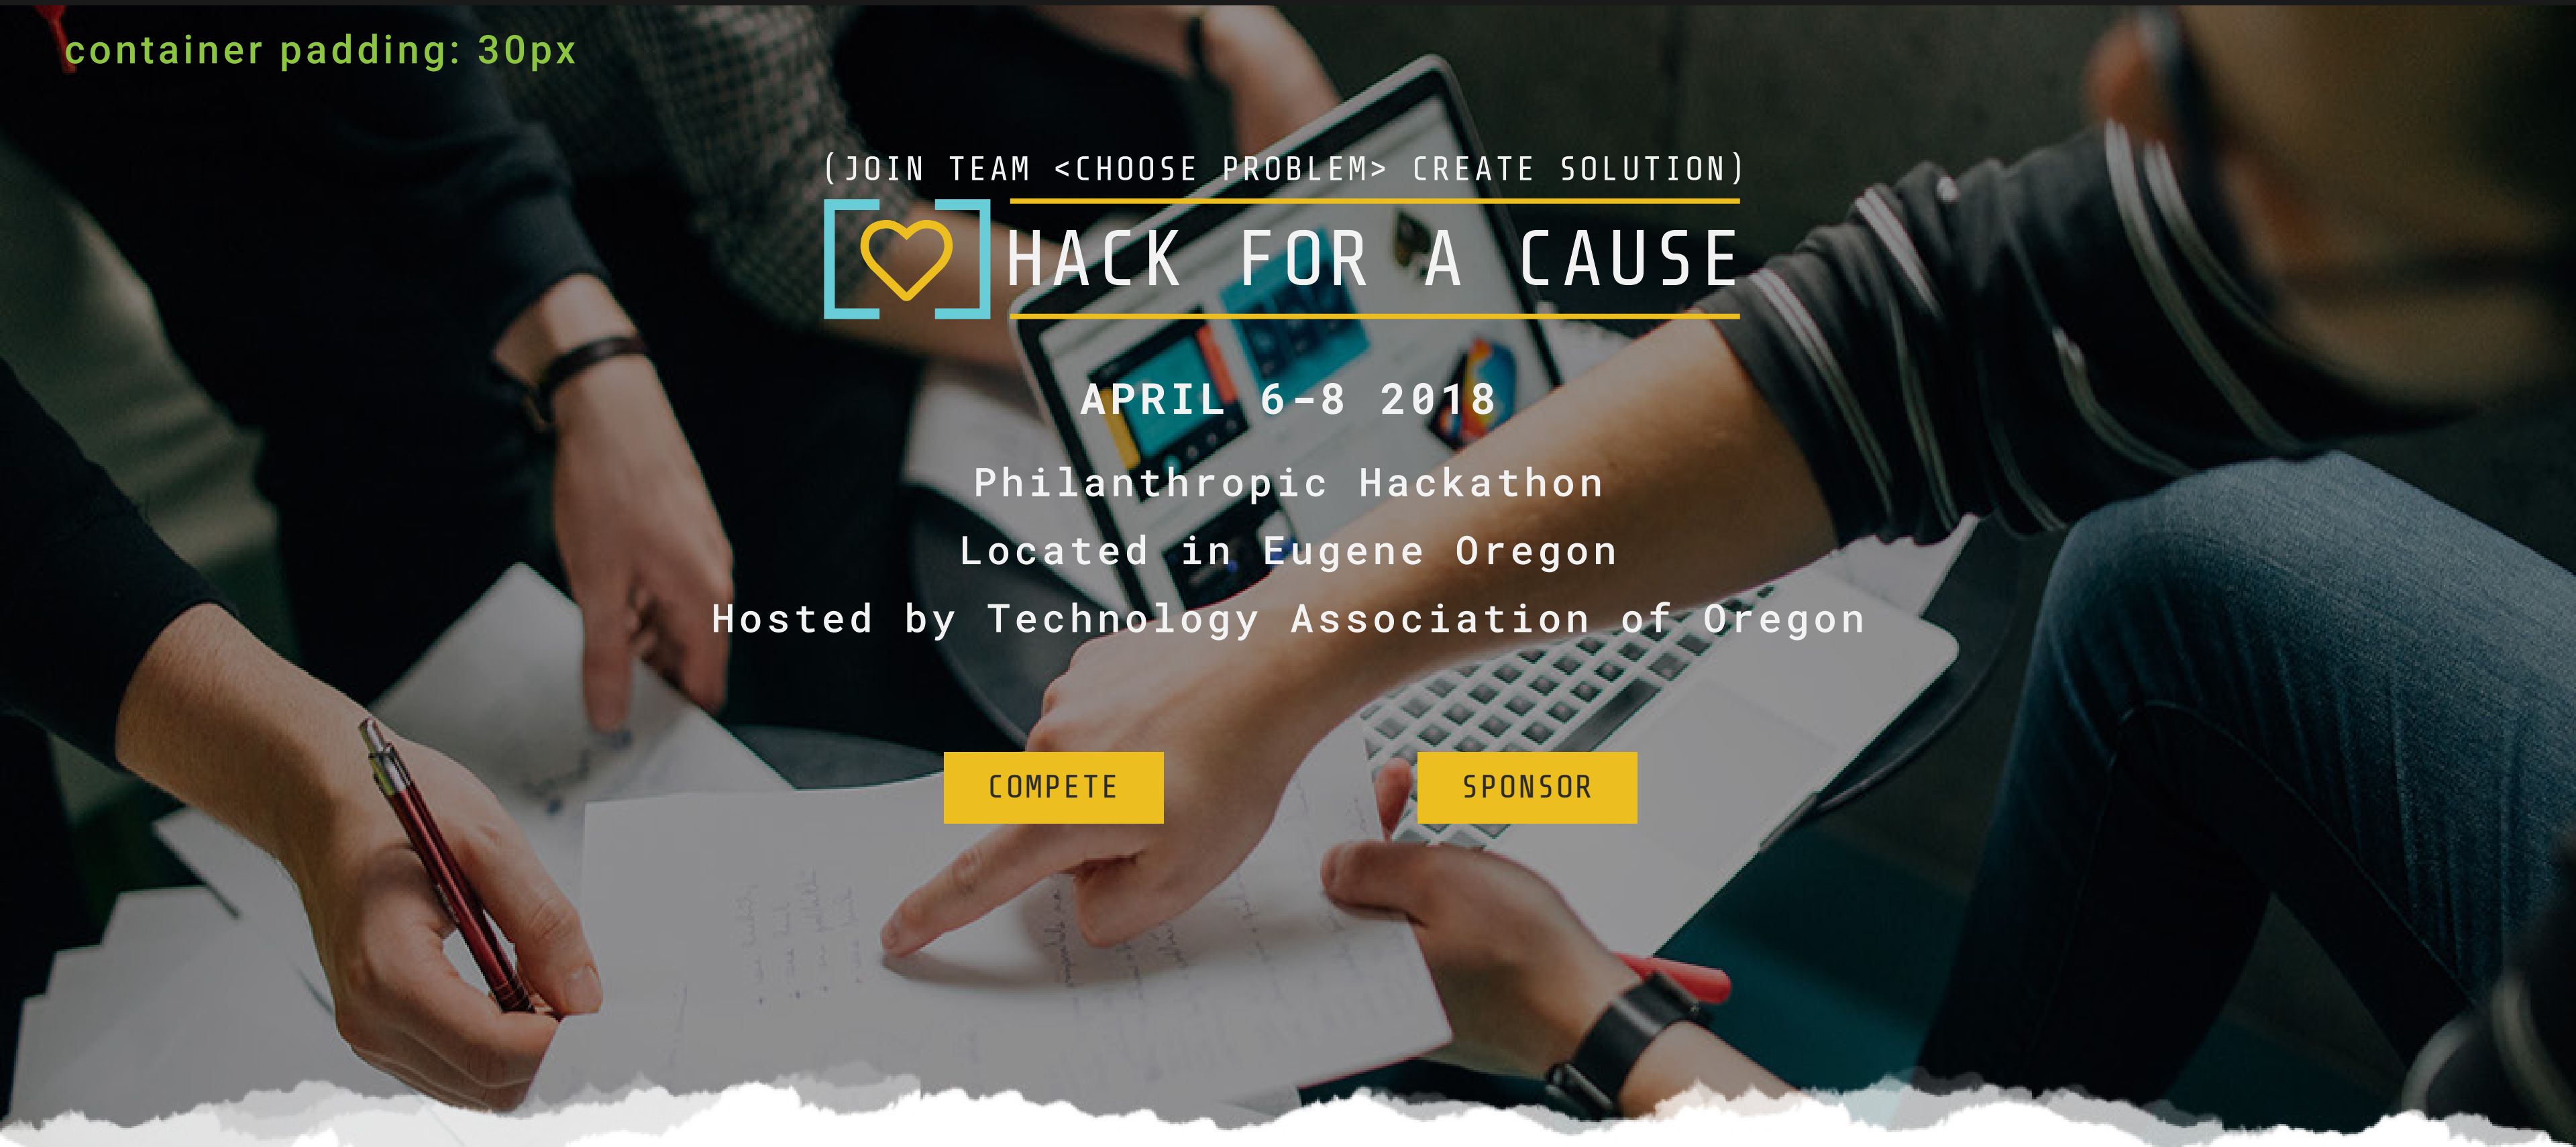 container padding: 30px
(JOIN TEAM <CHOOSE PROBLEM> CREATE SOLUTION)
HACK FOR A CAUSE
APRIL 6-8 2018
Philanthropic Hackathon
Located in Eugene Oregon
Hosted by Technology Association of Oregon
COMPETE
SPONSOR